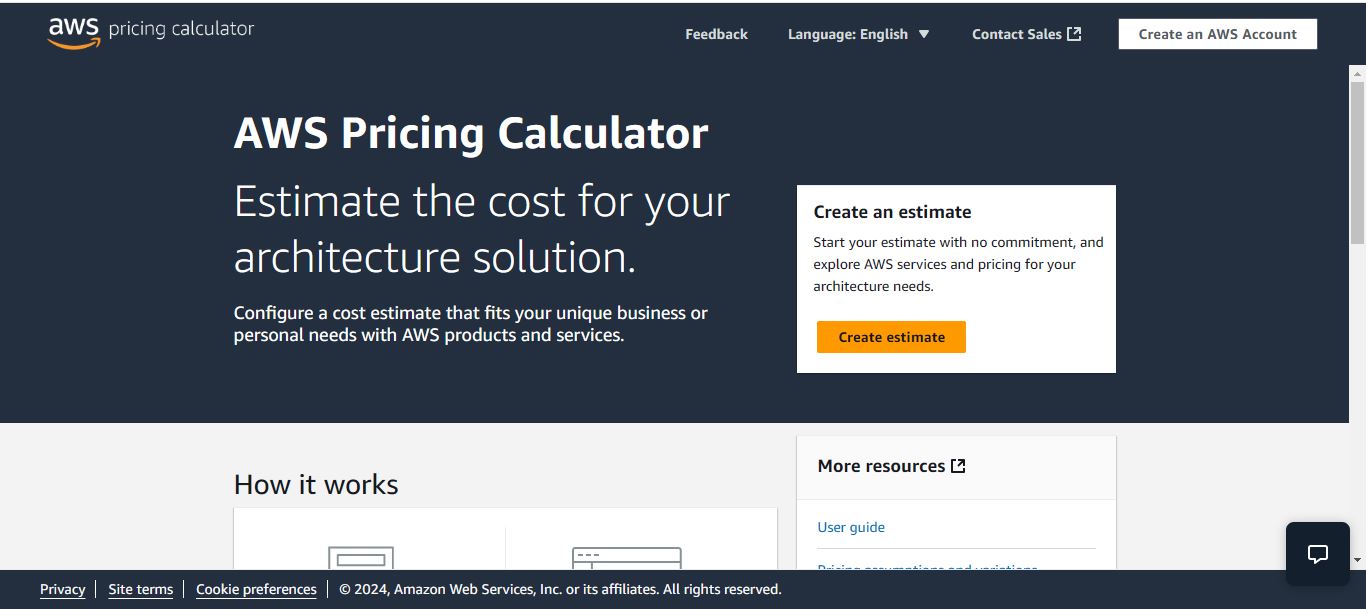 aws pricing calculator
Feedback
Language: English
Contact Sales
Create an AWS Account
AWS Pricing Calculator
Estimate the cost for your
architecture solution.
Configure a cost estimate that fits your unique business or
personal needs with AWS products and services.
Create an estimate
Start your estimate with no commitment, and
explore AWS services and pricing for your
architecture needs.
Create estimate
How it works
More resources
User guide
Pricing assumptions and variations
Privacy
Site terms
Cookie preferences
© 2024, Amazon Web Services, Inc. or its affiliates. All rights reserved.